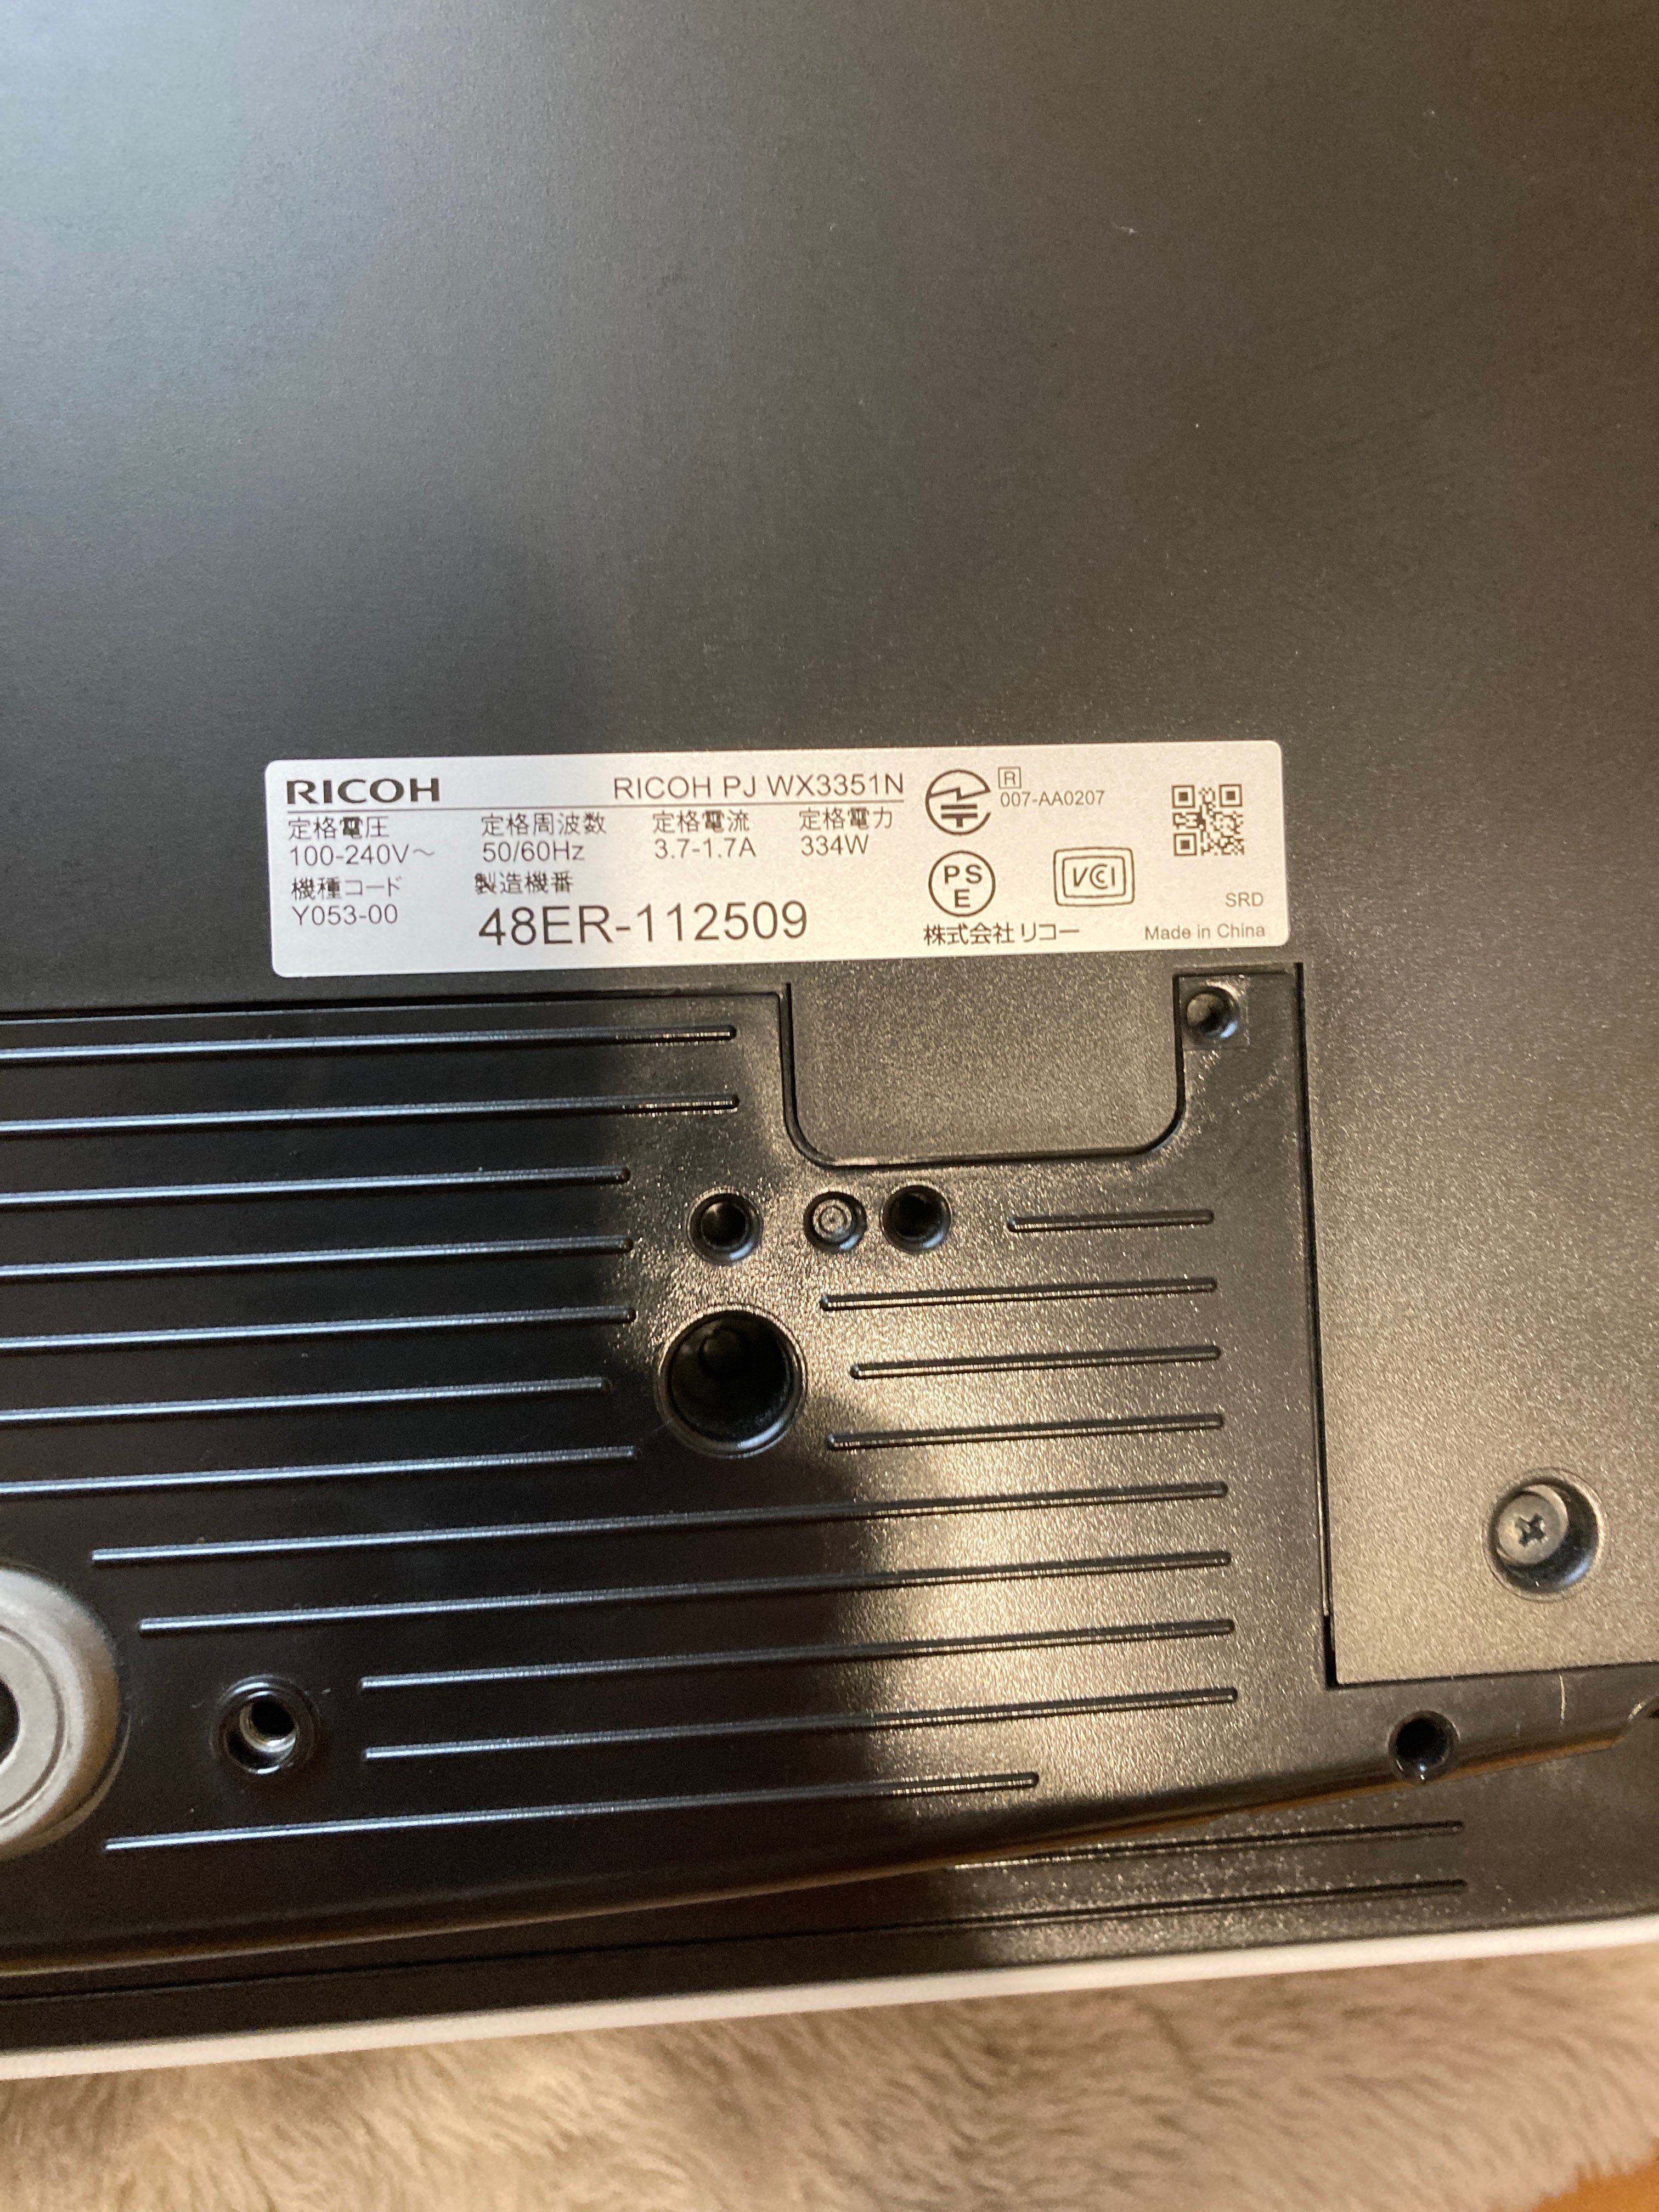 RICOH
RICOH PJ WX3351N
定格電圧 定格周波数 定格電流 定格電力
100-240V～ 50/60Hz 3.7-1.7A 334W
機種コード 製造機番
Y053-00 48ER-112509
R
007-AA0207
PS
E
VCI
株式会社リコー
SRD
Made in China